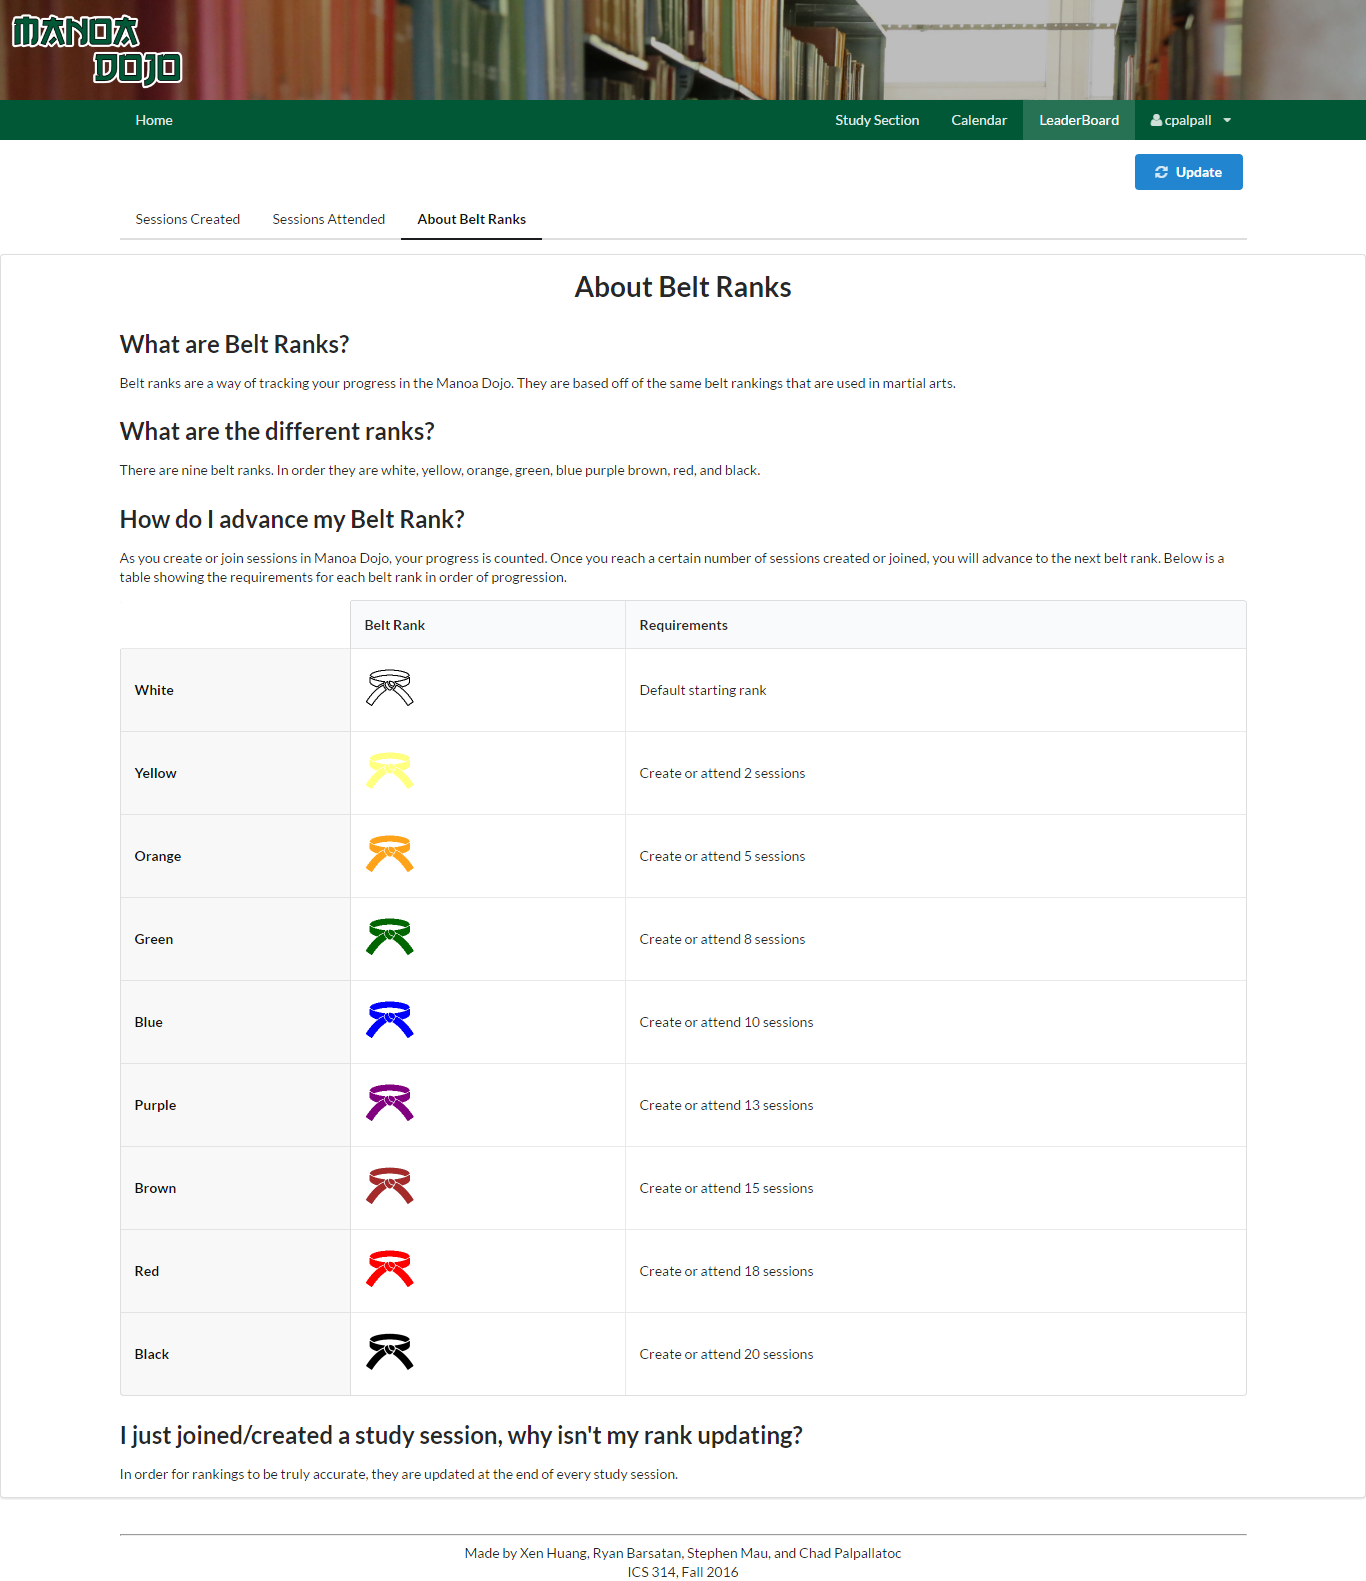 MANOA
DOJO
Home
Study Section
Calendar
LeaderBoard
cpalpall
Update
Sessions Created
Sessions Attended
About Belt Ranks
About Belt Ranks
What are Belt Ranks?
Belt ranks are a way of tracking your progress in the Manoa Dojo. They are based off of the same belt rankings that are used in martial arts.
What are the different ranks?
There are nine belt ranks. In order they are white, yellow, orange, green, blue purple brown, red, and black.
How do I advance my Belt Rank?
As you create or join sessions in Manoa Dojo, your progress is counted. Once you reach a certain number of sessions created or joined, you will advance to the next belt rank. Below is a
table showing the requirements for each belt rank in order of progression.
Belt Rank
Requirements
White
Default starting rank
Yellow
Create or attend 2 sessions
Orange
Create or attend 5 sessions
Green
Create or attend 8 sessions
Blue
Create or attend 10 sessions
Purple
Create or attend 13 sessions
Brown
Create or attend 15 sessions
Red
Create or attend 18 sessions
Black
Create or attend 20 sessions
I just joined/created a study session, why isn't my rank updating?
In order for rankings to be truly accurate, they are updated at the end of every study session.
Made by Xen Huang, Ryan Barsatan, Stephen Mau, and Chad Palpallatoc
ICS 314, Fall 2016